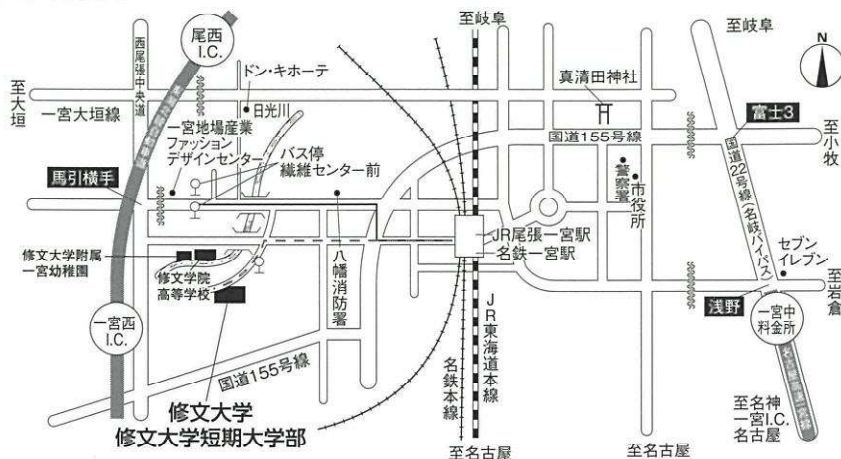 至岐阜
尾西
I.C.
西尾張中央道
ドン・キホーテ
至岐阜
N
至大垣
真清田神社
一宮大垣線
日光川
富士3
至小牧
一宮地場産業
ファッション
デザインセンター
国道155号線
バス停
繊維センター前
馬引横手
警察署
市役所
国道22号線(名岐バイパス)
JR尾張一宮駅
名鉄一宮駅
セブン
イレブン
修文大学附属
一宮幼稚園
修文学院
高等学校
八幡消防署
至岩倉
浅野
一宮中
料金所
一宮西
I.C.
JR東海道本線
名鉄本線
国道155号線
修文大学
修文大学短期大学部
至名神
一宮I.C.
名古屋
至名古屋
至名古屋